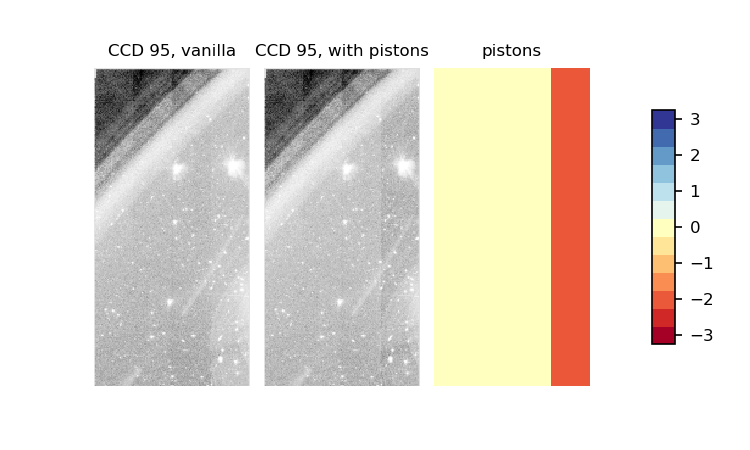 CCD 95, vanilla
CCD 95, with pistons
pistons
3
2
1
0
−1
−2
−3